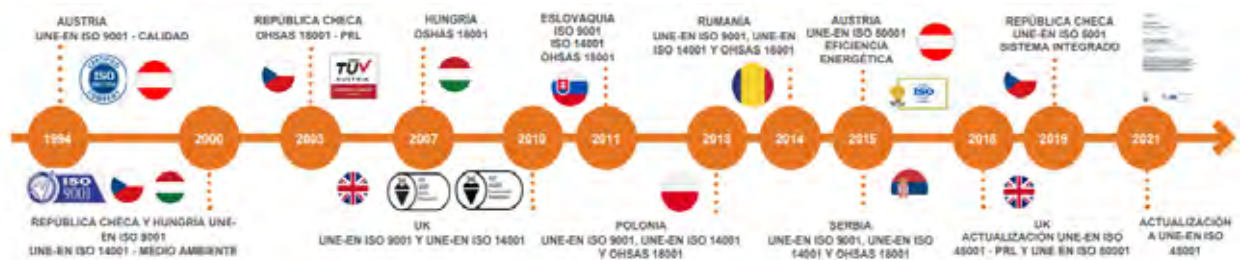 AUSTRIA
UNE-EN ISO 9001 - CALIDAD
REPÚBLICA CHECA
OHSAS 18001 - PRL
HUNGRÍA
OSHAS 18001
ESLOVAQUIA
ISO 9001
ISO 14001
OHSAS 18001
RUMANÍA
UNE-EN ISO 9001, UNE-EN
ISO 14001 Y OHSAS 18001
AUSTRIA
UNE-EN ISO 50001
EFICIENCIA
ENERGÉTICA
REPÚBLICA CHECA
UNE-EN ISO 5001
SISTEMA INTEGRADO
ISO
TÜV
AUSTRIA
ISO
1994
2000
2003
2007
2010
2011
2013
2014
2015
2018
2019
2021
ISO
9001
REPÚBLICA CHECA Y HUNGRÍA UNE-
EN ISO 9001
UNE-EN ISO 14001 - MEDIO AMBIENTE
UK
UNE-EN ISO 9001 Y UNE-EN ISO 14001
POLONIA
UNE-EN ISO 9001, UNE-EN ISO 14001
Y OHSAS 18001
SERBIA
UNE-EN ISO 9001, UNE-EN ISO
14001 Y OHSAS 18001
UK
ACTUALIZACIÓN UNE-EN ISO
45001 - PRL Y UNE EN ISO 50001
ACTUALIZACIÓN
A UNE-EN ISO
45001